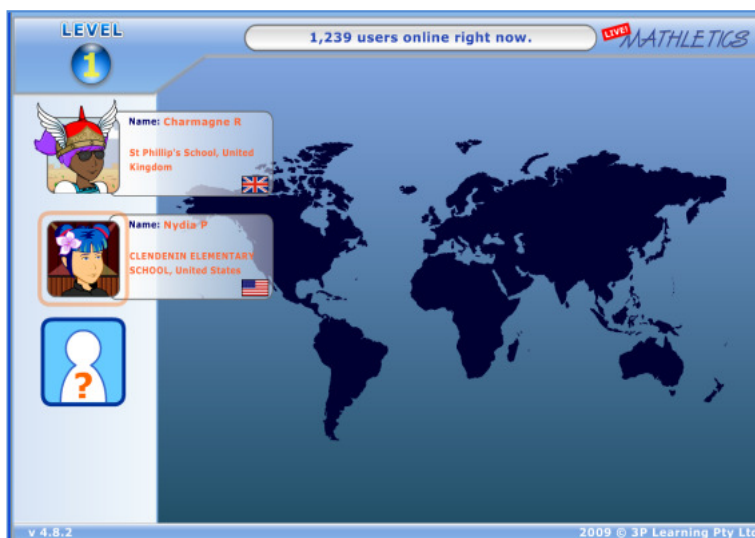 LEVEL
1
1,239 users online right now.
LIVE!
MATHLETICS
Name: Charmagne R
St Phillip's School, United
Kingdom
Name: Nydia P
CLENDENIN ELEMENTARY
SCHOOL, United States
?
v 4.8.2
2009 © 3P Learning Pty Ltd